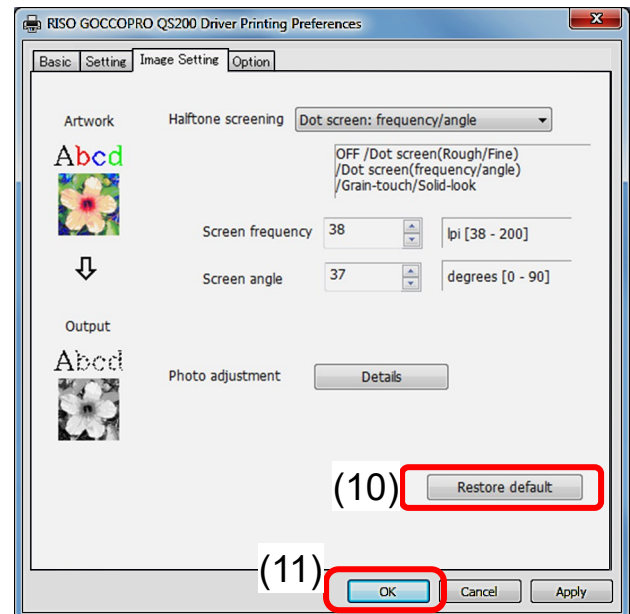 RISO GOCCOPRO QS200 Driver Printing Preferences
Basic Setting Image Setting Option
Artwork
Halftone screening Dot screen: frequency/angle
Abcd
OFF /Dot screen(Rough/Fine)
/Dot screen(frequency/angle)
/Grain-touch/Solid-look
Screen frequency 38 lpi [38 - 200]
Screen angle 37 degrees [0 - 90]
Output
Abcd
Photo adjustment Details
(10) Restore default
(11) OK Cancel Apply